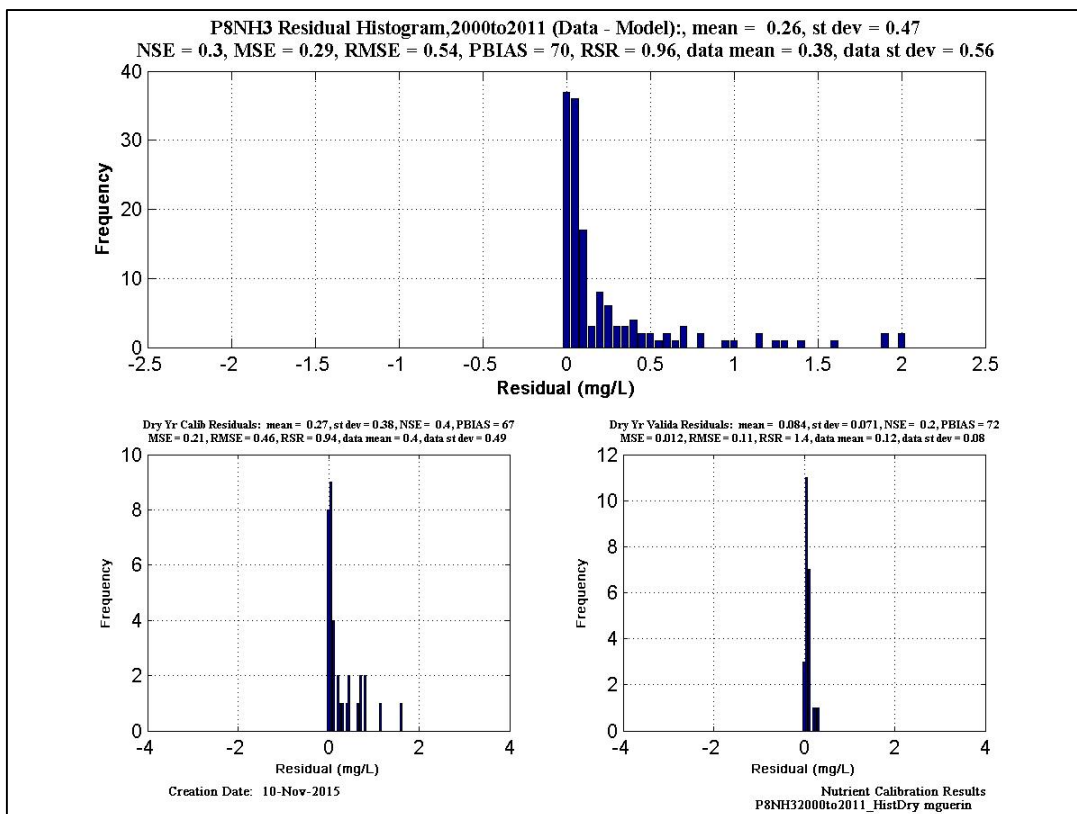 P8NH3 Residual Histogram,2000to2011 (Data - Model):, mean = 0.26, st dev = 0.47
NSE = 0.3, MSE = 0.29, RMSE = 0.54, PBIAS = 70, RSR = 0.96, data mean = 0.38, data st dev = 0.56
40
30
20
10
0
Frequency
-2.5 -2 -1.5 -1 -0.5 0 0.5 1 1.5 2 2.5
Residual (mg/L)
Dry Yr Calib Residuals: mean = 0.27, st dev = 0.38, NSE = 0.4, PBIAS = 67
MSE = 0.21, RMSE = 0.46, RSR = 0.94, data mean = 0.4, data st dev = 0.49
10
8
6
4
2
0
Frequency
-4 -2 0 2 4
Residual (mg/L)
Dry Yr Valida Residuals: mean = 0.084, st dev = 0.071, NSE = 0.2, PBIAS = 72
MSE = 0.012, RMSE = 0.11, RSR = 1.4, data mean = 0.12, data st dev = 0.08
12
10
8
6
4
2
0
Frequency
-4 -2 0 2 4
Residual (mg/L)
Creation Date: 10-Nov-2015
Nutrient Calibration Results
P8NH32000to2011_HistDry mguerin